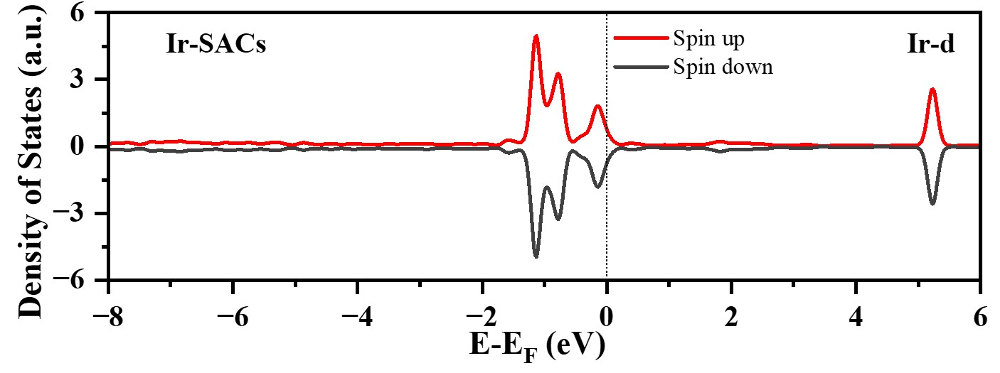 Density of States (a.u.)
6
3
0
−3
−6
Ir-SACs
Spin up
Spin down
Ir-d
−8 −6 −4 −2 0 2 4 6
E-E_F (eV)